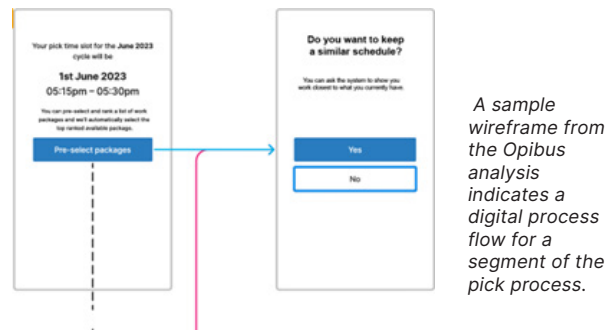 Your pick time slot for the June 2023
cycle will be
1st June 2023
05:15pm – 05:30pm
You can pre-select and rank a list of work
packages and we'll automatically select the
top ranked available package.
Pre-select packages
Do you want to keep
a similar schedule?
You can ask the system to show you
work closest to what you currently have.
Yes
No
A sample
wireframe from
the Opibus
analysis
indicates a
digital process
flow for a
segment of the
pick process.